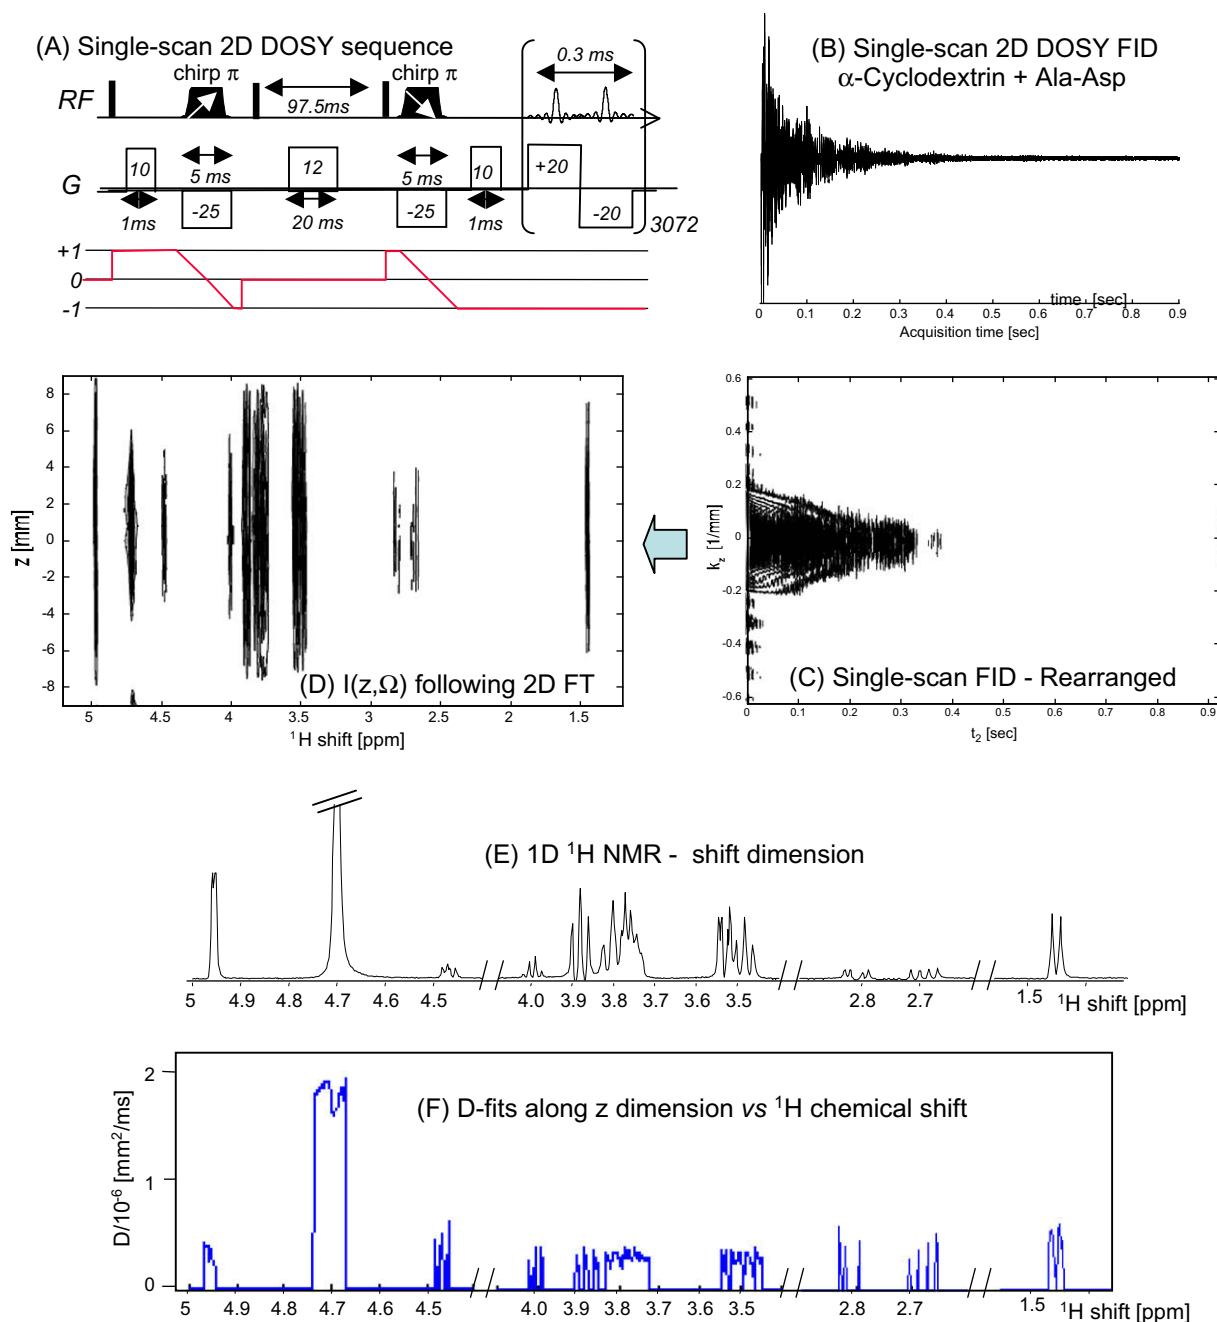 (A) Single-scan 2D DOSY sequence
chirp π
chirp π
0.3 ms
RF
97.5ms
G
10
5 ms
12
5 ms
10
+20
1ms
-25
20 ms
-25
1ms
-20
3072
+1
0
-1
(B) Single-scan 2D DOSY FID
α-Cyclodextrin + Ala-Asp
time [sec]
0 0.1 0.2 0.3 0.4 0.5 0.6 0.7 0.8 0.9
Acquisition time [sec]
z [mm]
8
6
4
2
0
-2
-4
-6
-8
(D) I(z,Ω) following 2D FT
5 4.5 4 3.5 3 2.5 2 1.5
¹H shift [ppm]
k_z [1/mm]
0.6
0.4
0.2
0
-0.2
-0.4
-0.6
(C) Single-scan FID - Rearranged
0 0.1 0.2 0.3 0.4 0.5 0.6 0.7 0.8 0.9
t₂ [sec]
(E) 1D ¹H NMR - shift dimension
5 4.9 4.8 4.7 4.6 4.5 4.0 3.9 3.8 3.7 3.6 3.5 2.8 2.7 1.5
¹H shift [ppm]
(F) D-fits along z dimension vs ¹H chemical shift
D/10⁻⁶ [mm²/ms]
2
1
0
5 4.9 4.8 4.7 4.6 4.5 4.0 3.9 3.8 3.7 3.6 3.5 2.8 2.7 1.5
¹H shift [ppm]